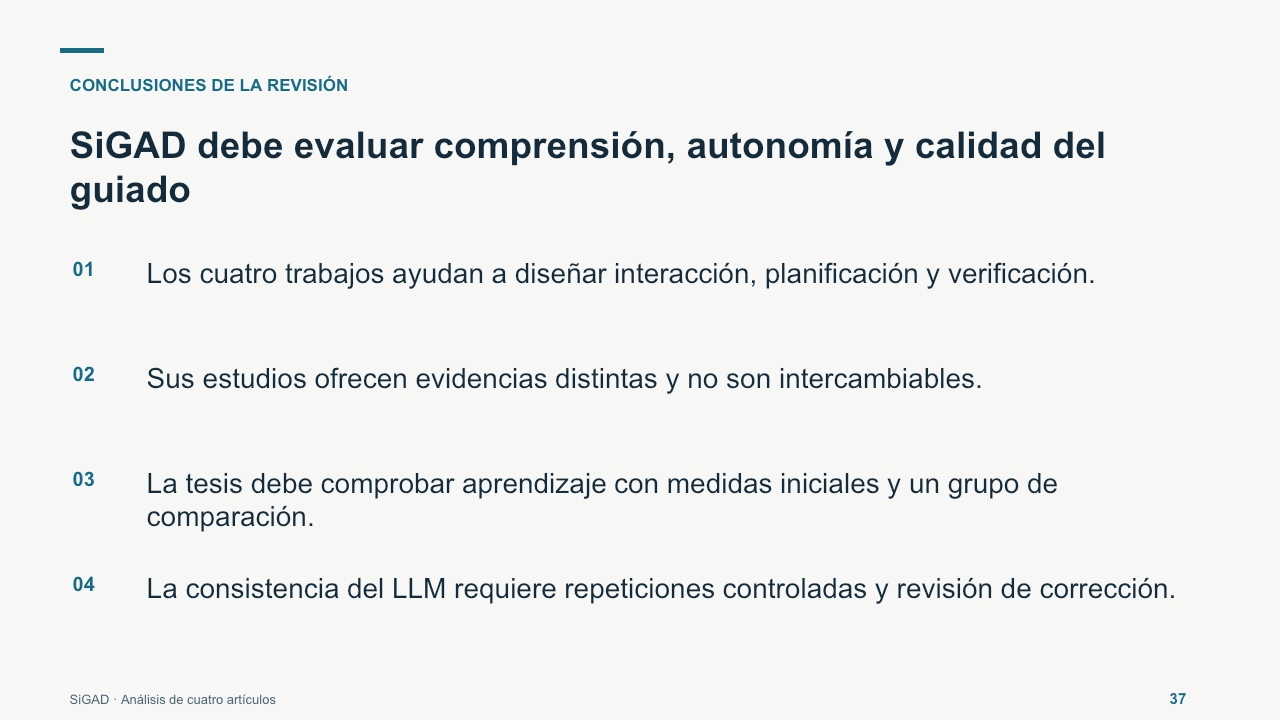 CONCLUSIONES DE LA REVISIÓN
SiGAD debe evaluar comprensión, autonomía y calidad del
guiado
01 Los cuatro trabajos ayudan a diseñar interacción, planificación y verificación.
02 Sus estudios ofrecen evidencias distintas y no son intercambiables.
03 La tesis debe comprobar aprendizaje con medidas iniciales y un grupo de
comparación.
04 La consistencia del LLM requiere repeticiones controladas y revisión de corrección.
SiGAD · Análisis de cuatro artículos 37